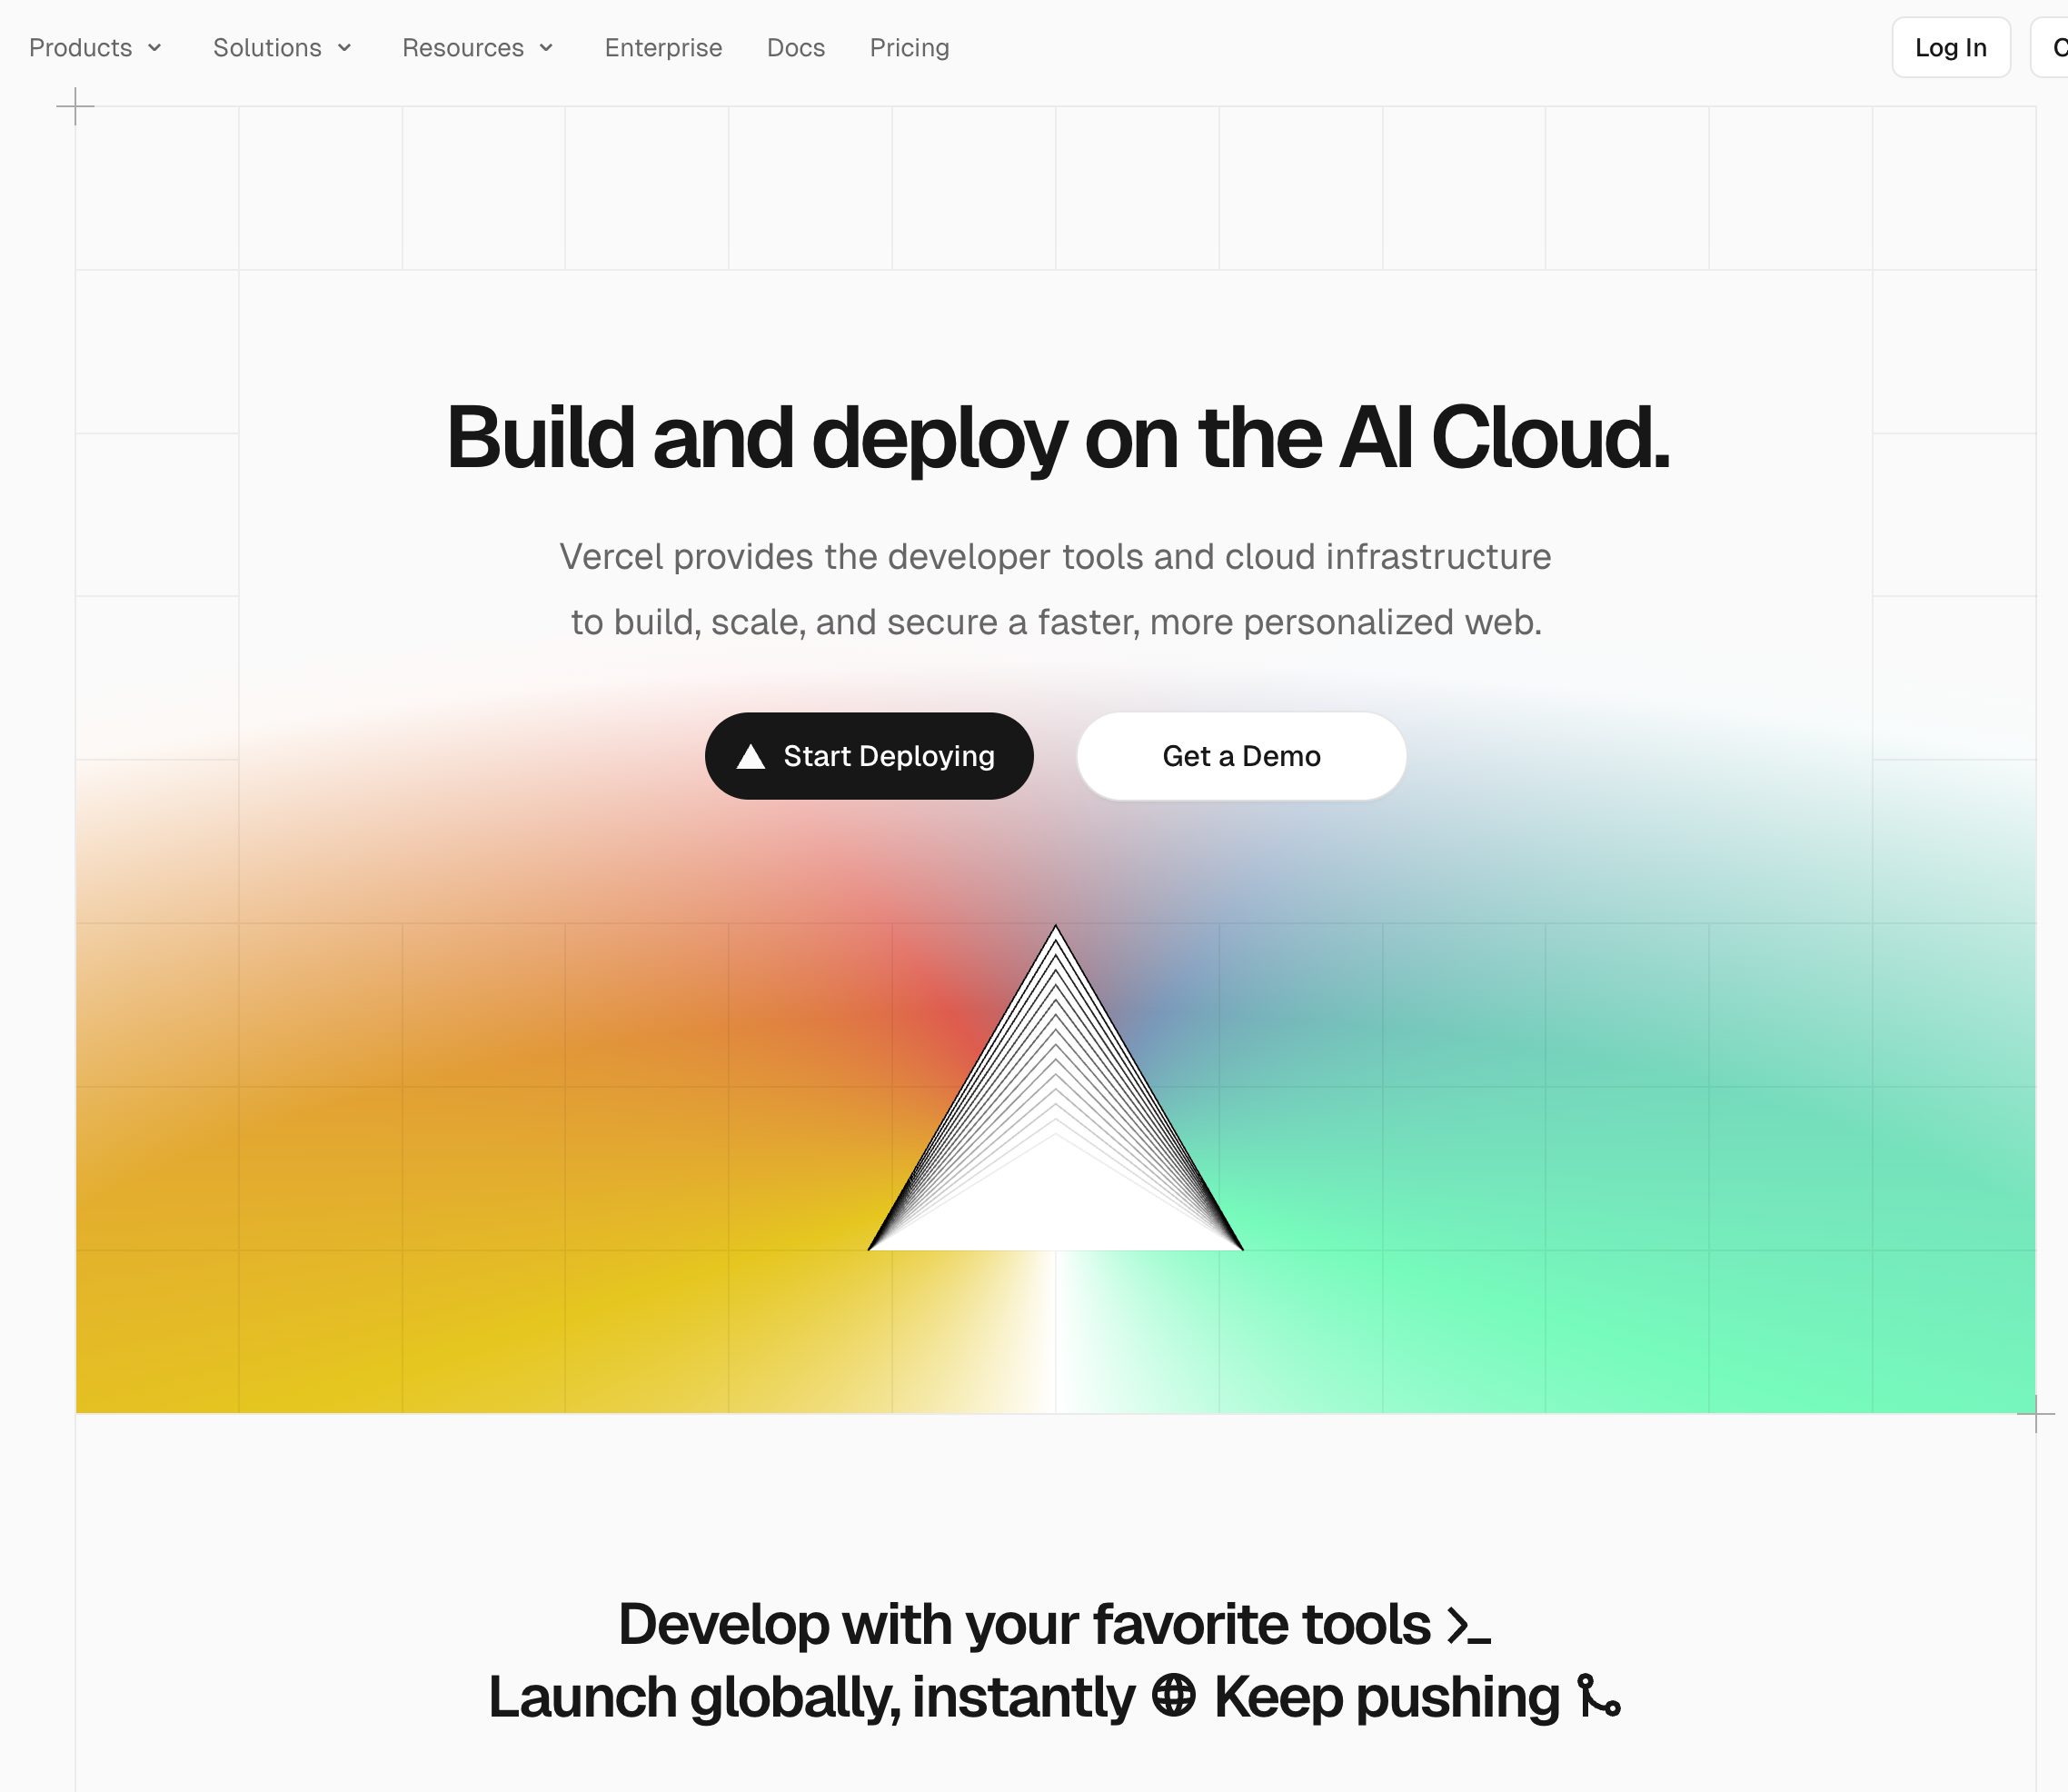 Products Solutions Resources Enterprise Docs Pricing Log In
Build and deploy on the AI Cloud.
Vercel provides the developer tools and cloud infrastructure
to build, scale, and secure a faster, more personalized web.
Start Deploying Get a Demo
Develop with your favorite tools
Launch globally, instantly Keep pushing